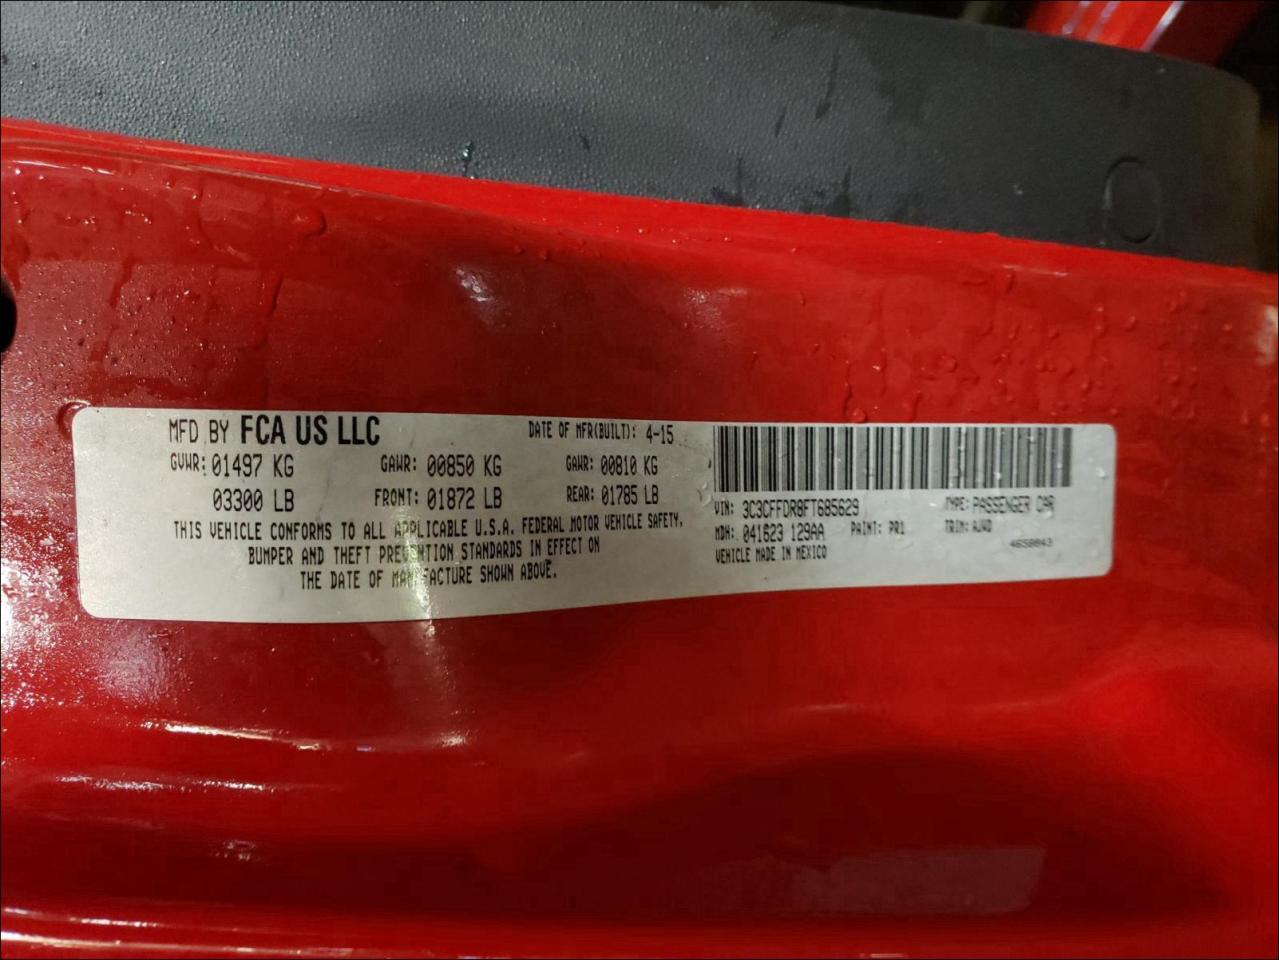 MFD BY FCA US LLC DATE OF MFR(BUILT): 4-15
GVWR: 01497 KG GAWR: 00850 KG GAWR: 00810 KG
03300 LB FRONT: 01872 LB REAR: 01785 LB
THIS VEHICLE CONFORMS TO ALL APPLICABLE U.S.A. FEDERAL MOTOR VEHICLE SAFETY,
BUMPER AND THEFT PREVENTION STANDARDS IN EFFECT ON
THE DATE OF MANUFACTURE SHOWN ABOVE.
VIN: 3C3CFFDR8FT685629 TYPE: PASSENGER CAR
MDH: 041623 129AA PAINT: PR1 TRIM: AUAD
VEHICLE MADE IN MEXICO